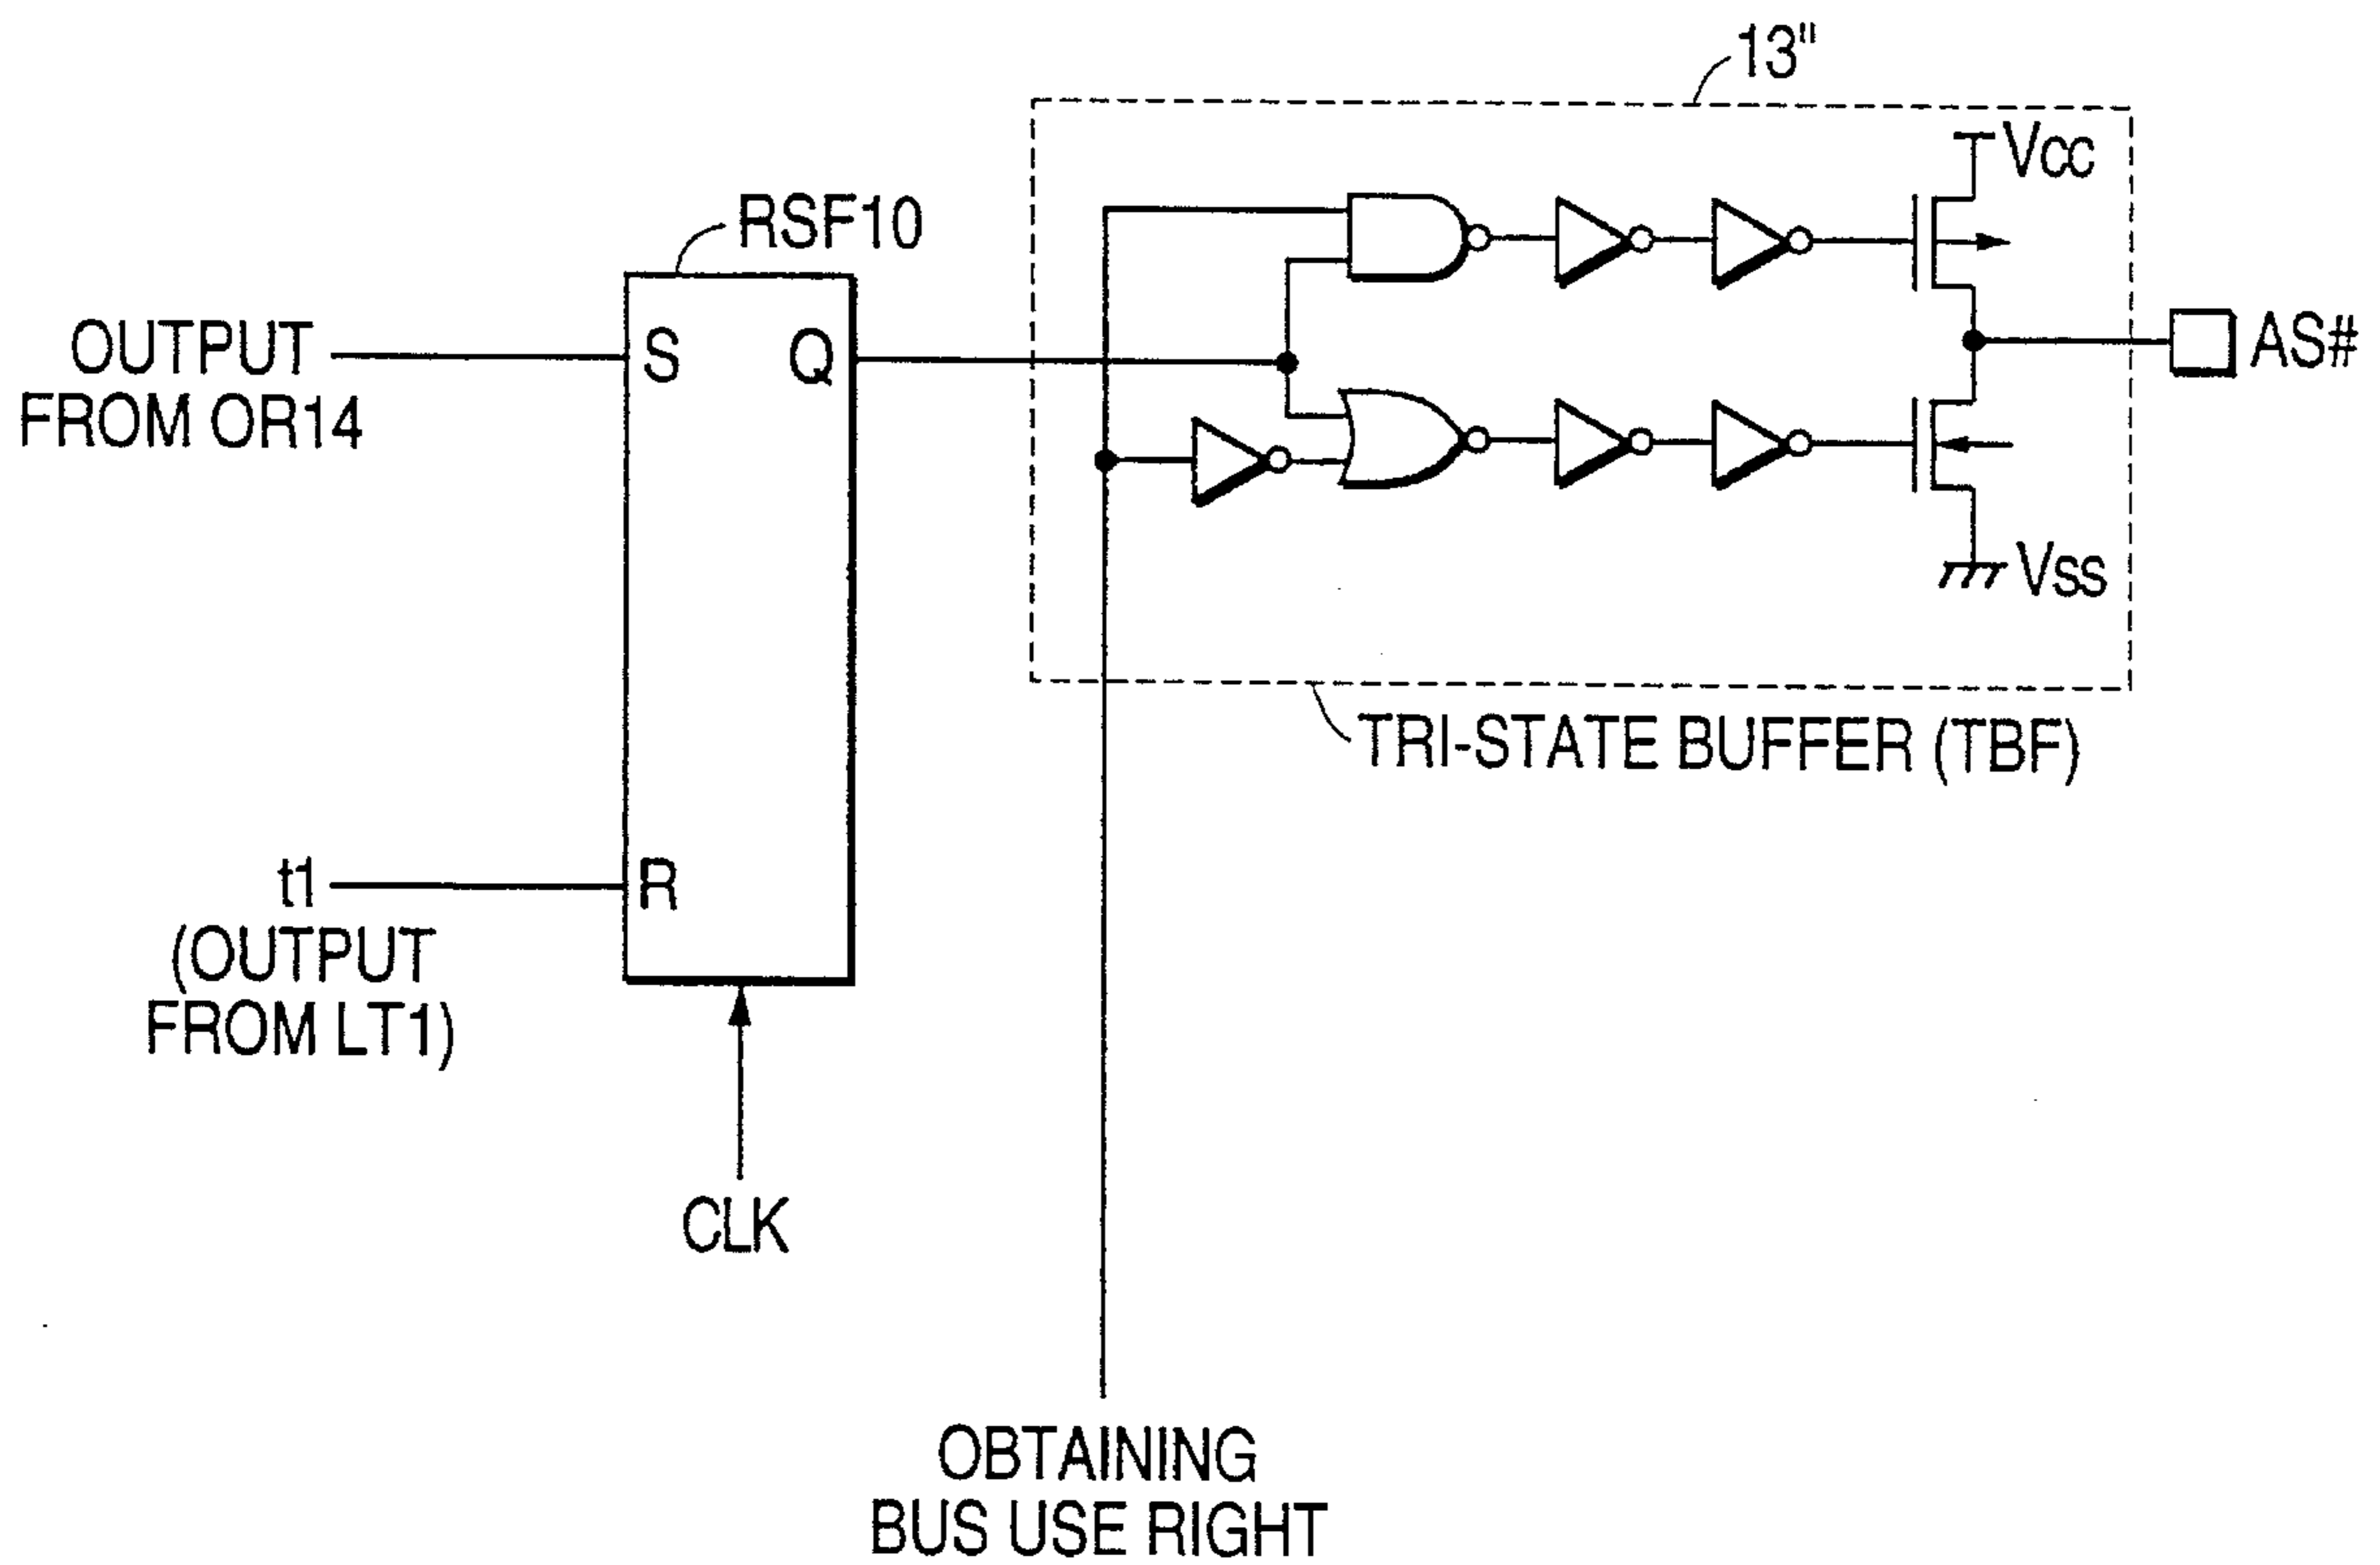 13"
Vcc
RSF10
OUTPUT
FROM OR14
S
Q
AS#
Vss
TRI-STATE BUFFER (TBF)
t1
(OUTPUT
FROM LT1)
R
CLK
OBTAINING
BUS USE RIGHT